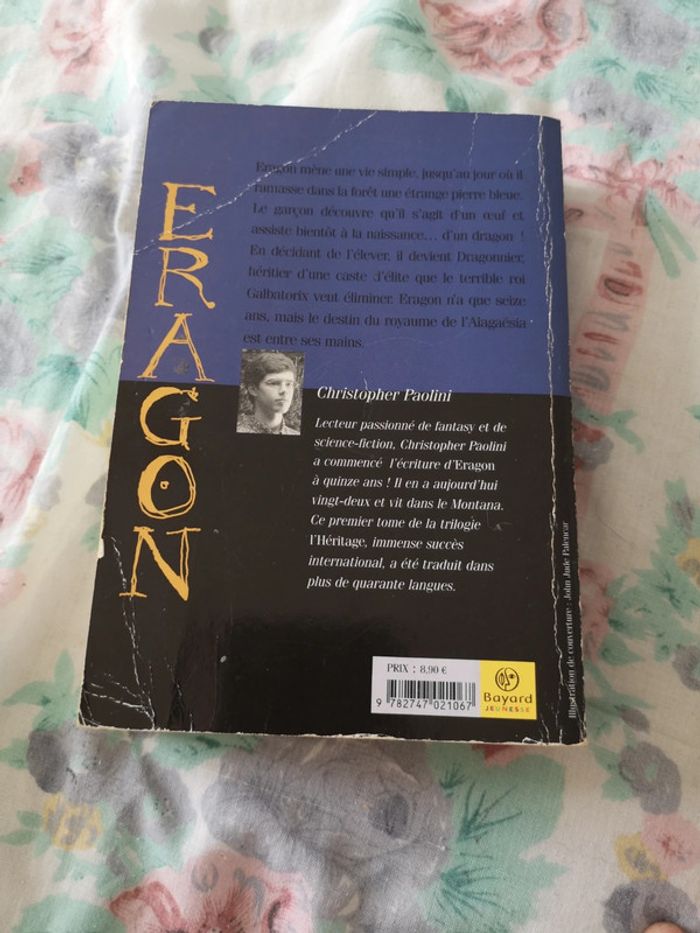 ERAGON
Eragon mène une vie simple, jusqu'au jour où il
ramasse dans la forêt une étrange pierre bleue.
Le garçon découvre qu'il s'agit d'un œuf et
assiste bientôt à la naissance... d'un dragon !
En décidant de l'élever, il devient Dragonnier,
héritier d'une caste d'élite que le terrible roi
Galbatorix veut éliminer. Eragon n'a que seize
ans, mais le destin du royaume de l'Alagaësia
est entre ses mains.
Christopher Paolini
Lecteur passionné de fantasy et de
science-fiction, Christopher Paolini
a commencé l'écriture d'Eragon
à quinze ans ! Il en a aujourd'hui
vingt-deux et vit dans le Montana.
Ce premier tome de la trilogie
l'Héritage, immense succès
international, a été traduit dans
plus de quarante langues.
Illustration de couverture : John Jude Palencar
PRIX : 8,90 €
9 782747 021067
Bayard
JEUNESSE